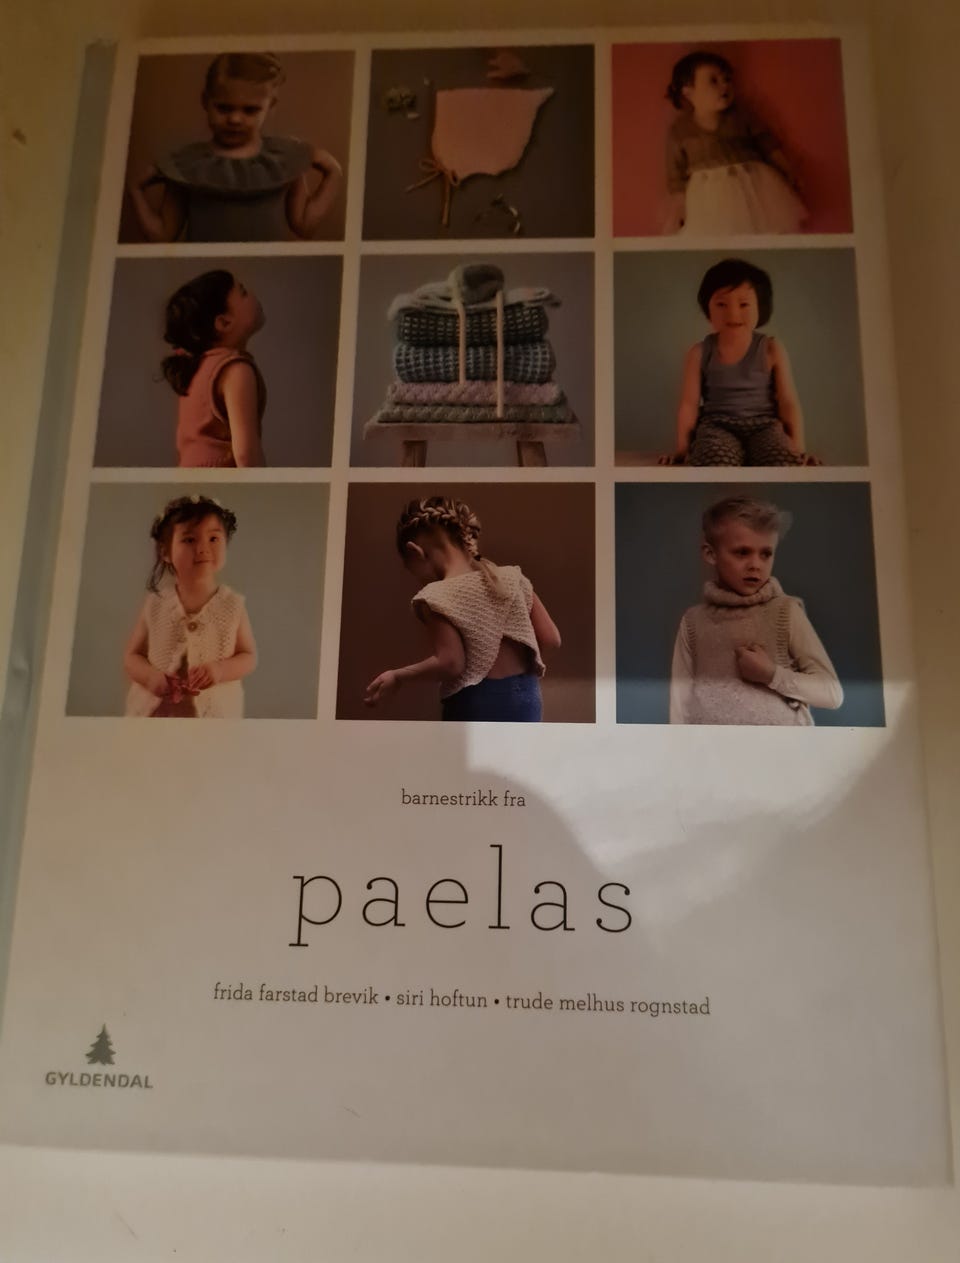 barnestrikk fra
paelas
frida farstad brevik • siri hoftun • trude melhus rognstad
GYLDENDAL